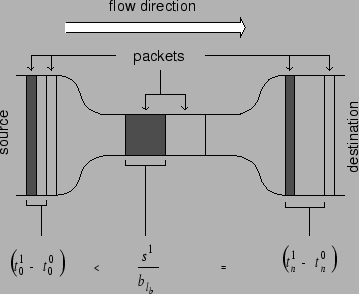 flow direction
packets
source
destination
(t₀¹ - t₀⁰) < s¹ / b_{l_b} = (tₙ¹ - tₙ⁰)